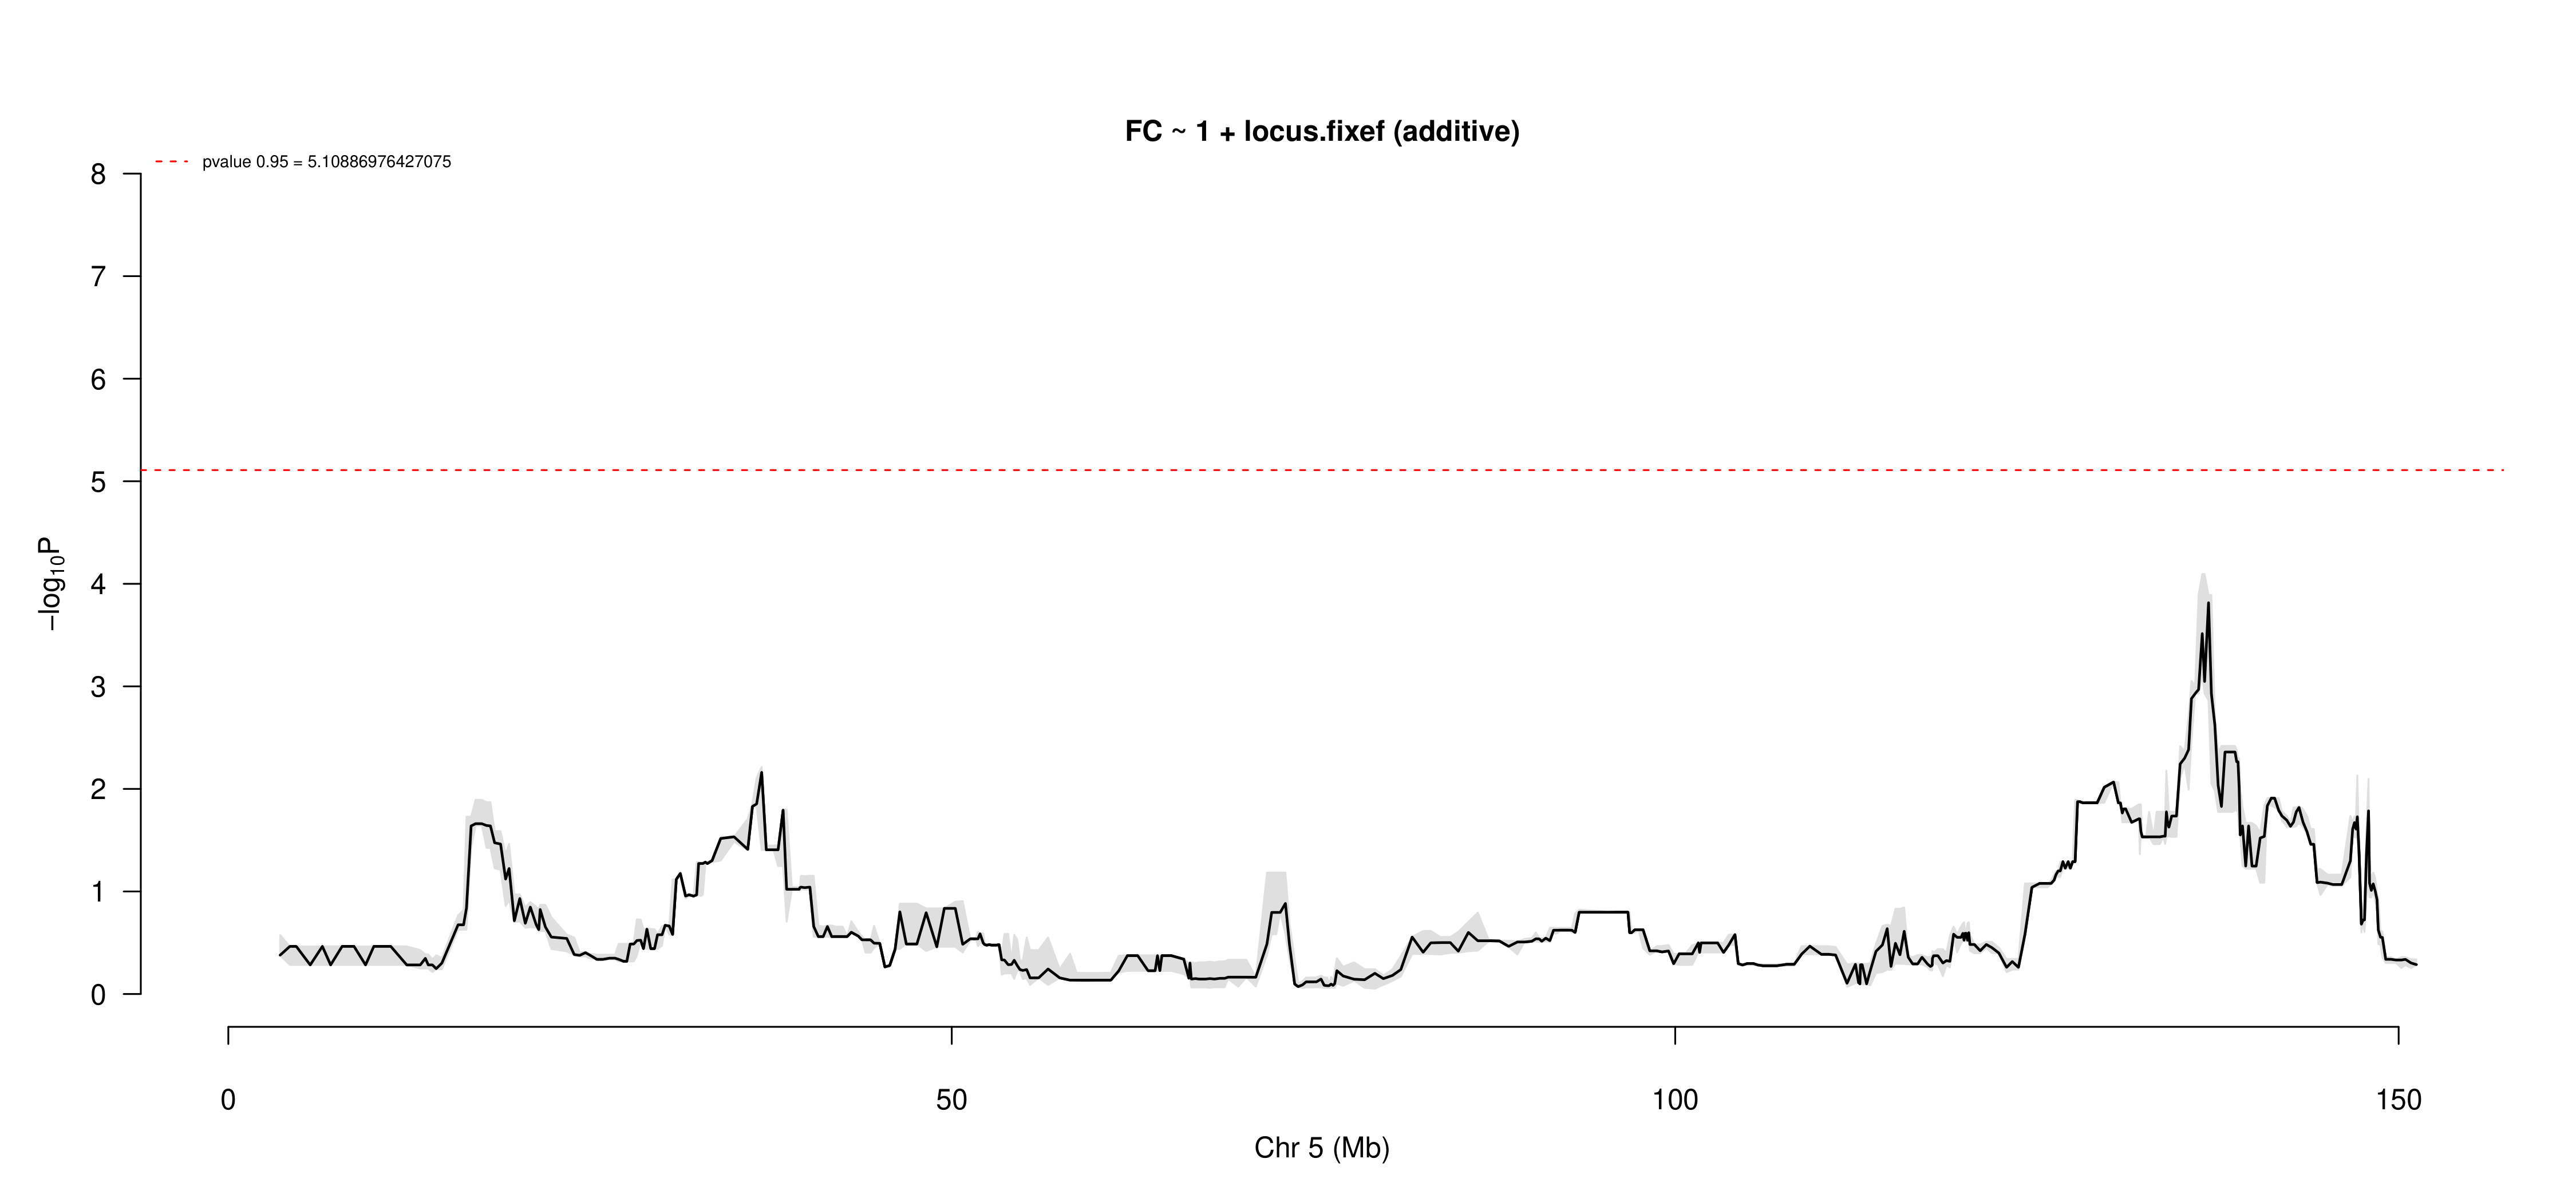 FC ~ 1 + locus.fixef (additive)
pvalue 0.95 = 5.10886976427075
8
7
6
5
4
3
2
1
0
−log₁₀P
0 50 100 150
Chr 5 (Mb)